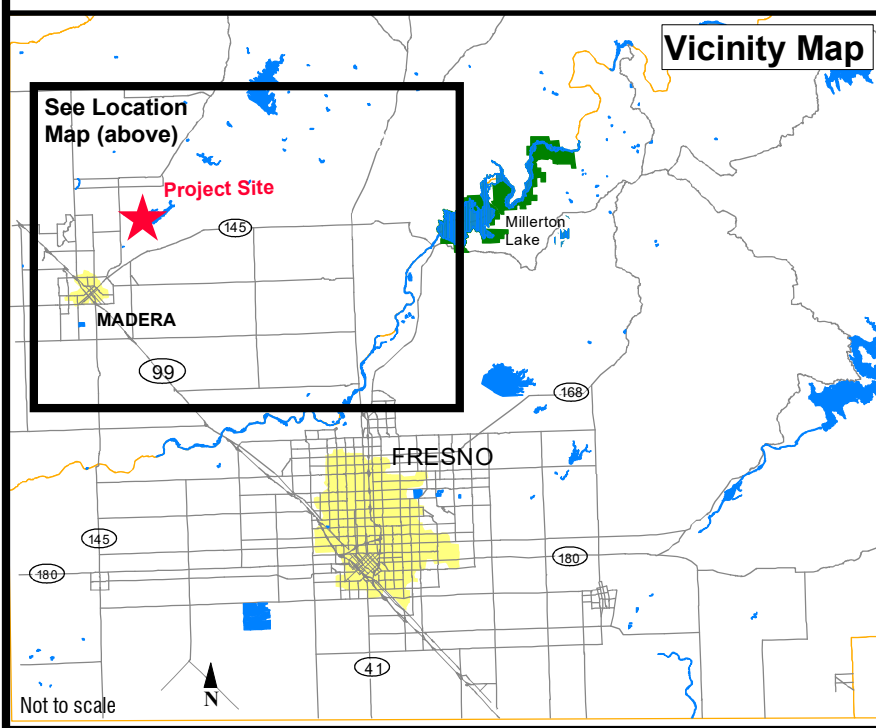 Vicinity Map
See Location
Map (above)
Project Site
145
Millerton
Lake
MADERA
99
168
FRESNO
145
180
180
41
N
Not to scale